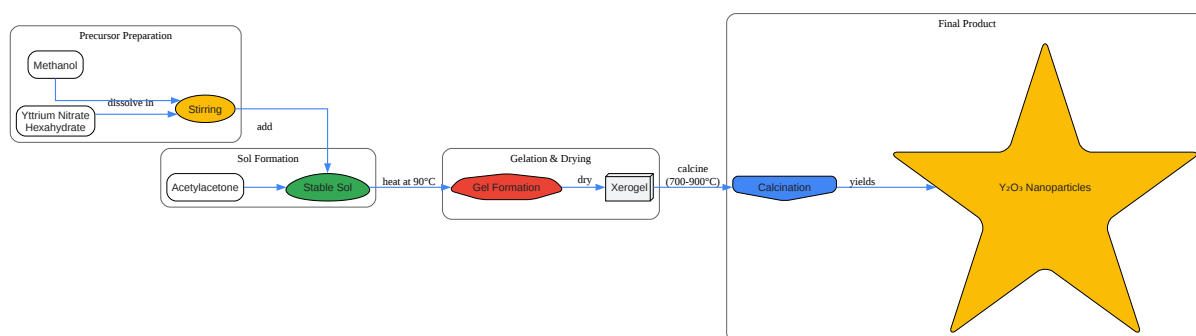 Precursor Preparation
Methanol
dissolve in
Stirring
Yttrium Nitrate
Hexahydrate
add
Sol Formation
Acetylacetone
Stable Sol
heat at 90°C
Gelation & Drying
Gel Formation
dry
Xerogel
calcine
(700-900°C)
Final Product
Calcination
yields
Y₂O₃ Nanoparticles